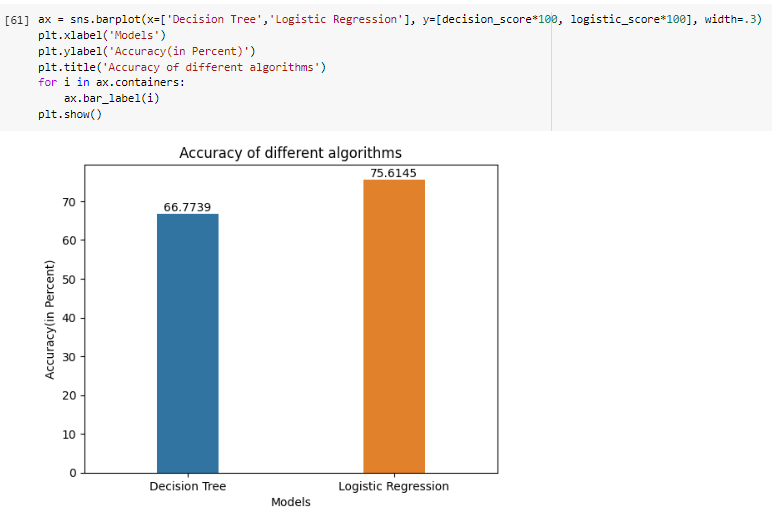 [61] ax = sns.barplot(x=['Decision Tree','Logistic Regression'], y=[decision_score*100, logistic_score*100], width=.3)
plt.xlabel('Models')
plt.ylabel('Accuracy(in Percent)')
plt.title('Accuracy of different algorithms')
for i in ax.containers:
    ax.bar_label(i)
plt.show()
Accuracy of different algorithms
75.6145
66.7739
70
60
50
40
30
20
10
0
Accuracy(in Percent)
Decision Tree
Logistic Regression
Models